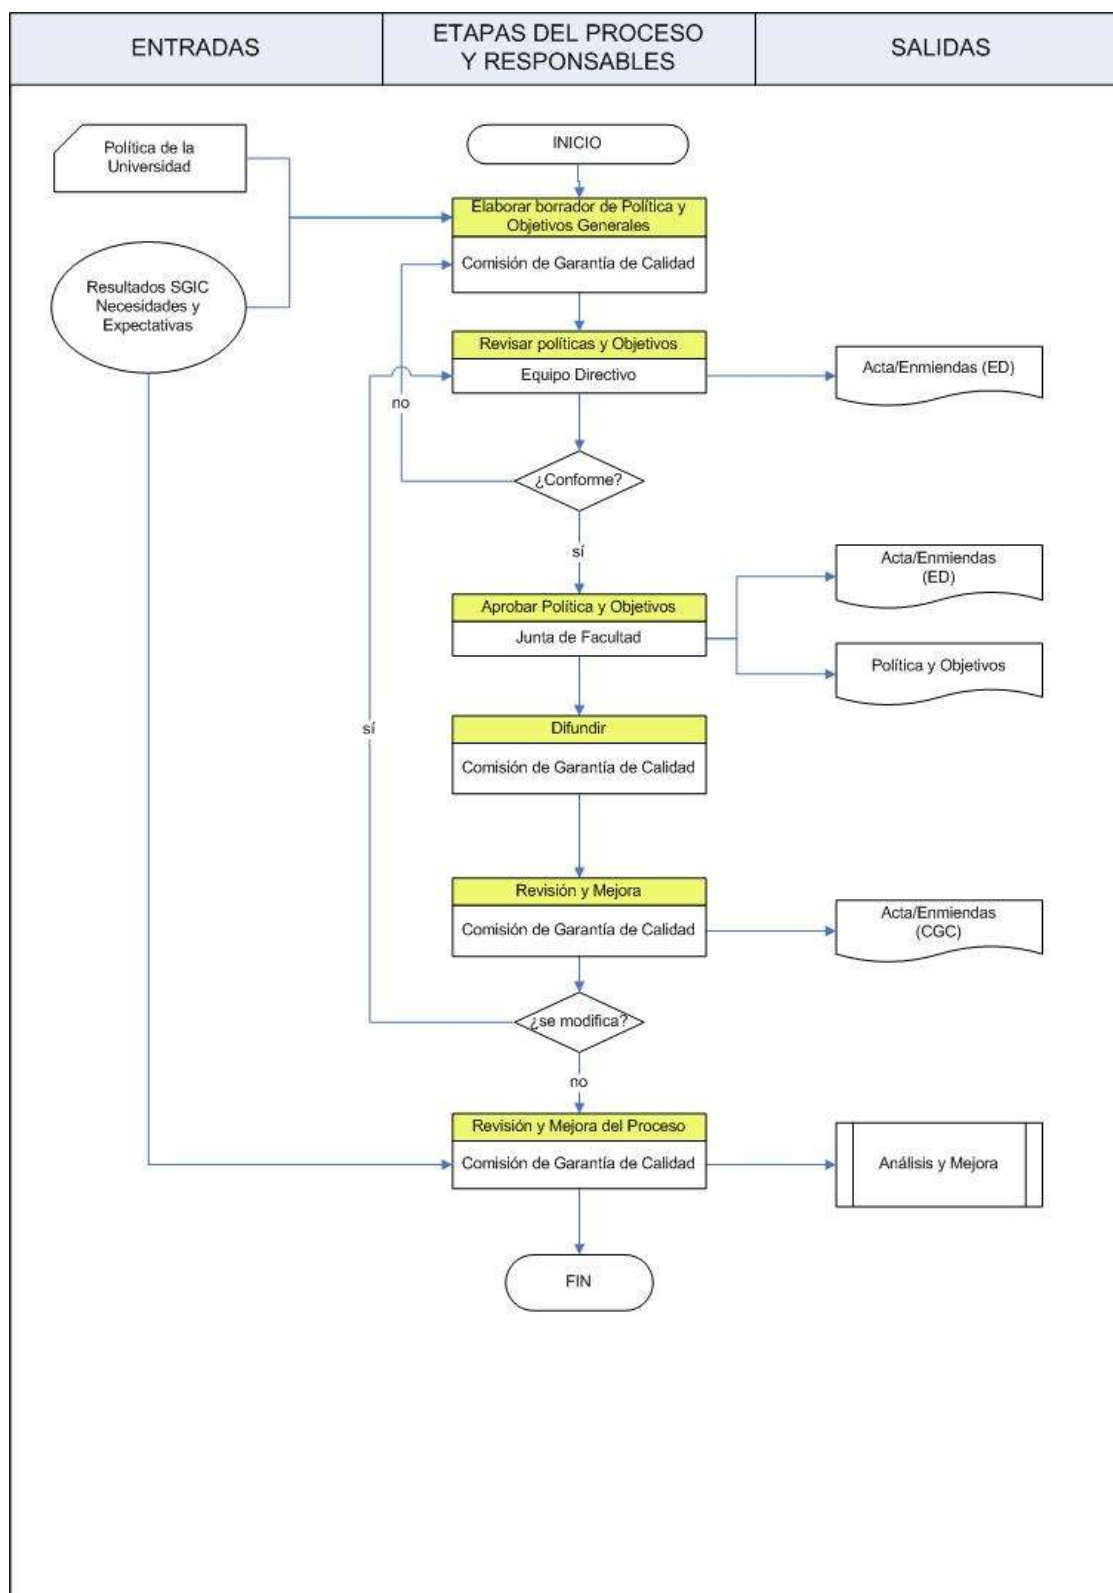 ENTRADAS
ETAPAS DEL PROCESO
Y RESPONSABLES
SALIDAS
Política de la
Universidad
INICIO
Elaborar borrador de Política y
Objetivos Generales
Comisión de Garantía de Calidad
Resultados SGIC
Necesidades y
Expectativas
Revisar políticas y Objetivos
Equipo Directivo
Acta/Enmiendas (ED)
no
¿Conforme?
sí
Acta/Enmiendas
(ED)
Aprobar Política y Objetivos
Junta de Facultad
Política y Objetivos
sí
Difundir
Comisión de Garantía de Calidad
Revisión y Mejora
Comisión de Garantía de Calidad
Acta/Enmiendas
(CGC)
¿se modifica?
no
Revisión y Mejora del Proceso
Comisión de Garantía de Calidad
Análisis y Mejora
FIN